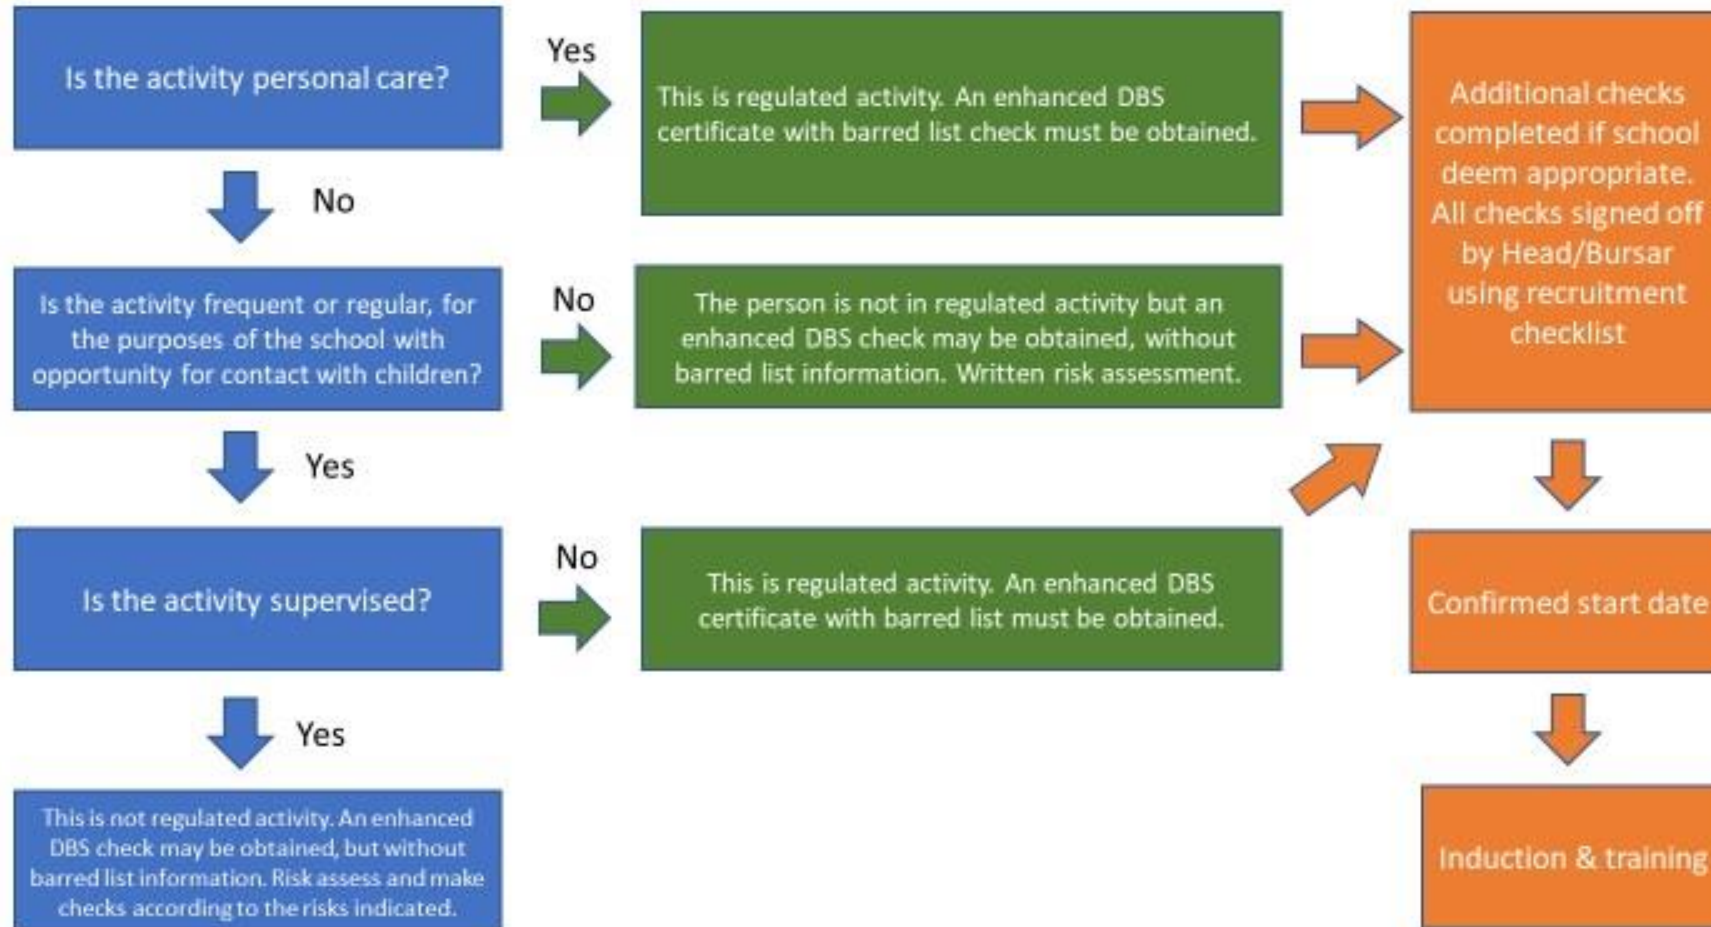 Is the activity personal care?
Yes
This is regulated activity. An enhanced DBS
certificate with barred list check must be obtained.
Additional checks
completed if school
deem appropriate.
All checks signed off
by Head/Bursar
using recruitment
checklist
No
Is the activity frequent or regular, for
the purposes of the school with
opportunity for contact with children?
No
The person is not in regulated activity but an
enhanced DBS check may be obtained, without
barred list information. Written risk assessment.
Yes
Is the activity supervised?
No
This is regulated activity. An enhanced DBS
certificate with barred list must be obtained.
Confirmed start date
Yes
This is not regulated activity. An enhanced
DBS check may be obtained, but without
barred list information. Risk assess and make
checks according to the risks indicated.
Induction & training